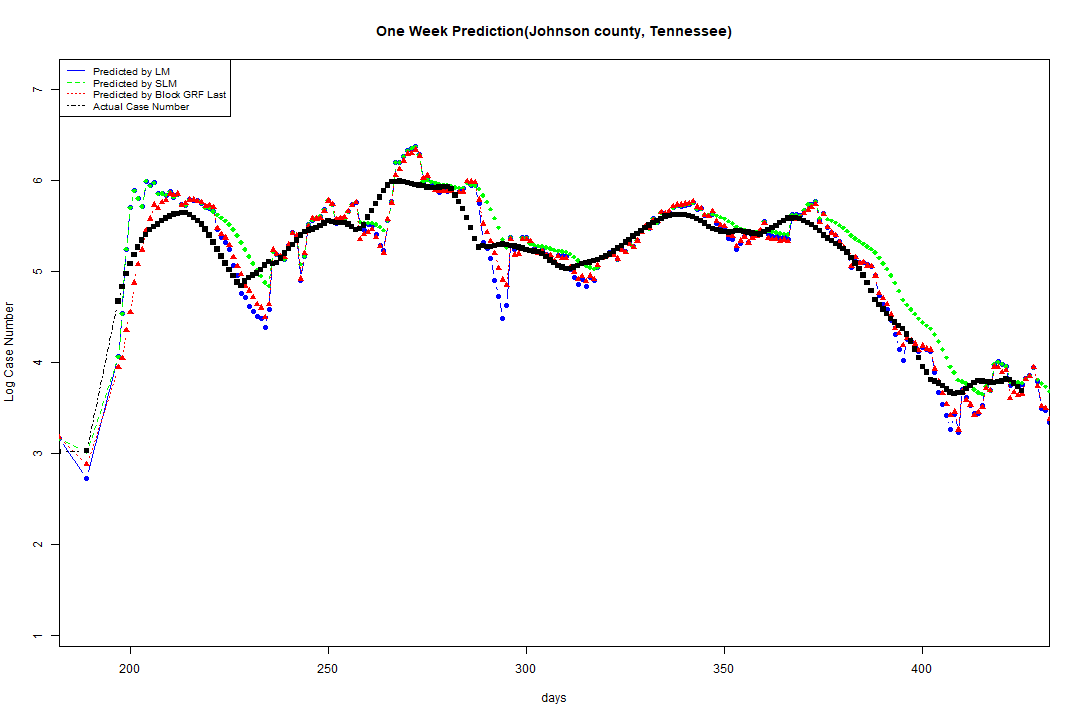 One Week Prediction(Johnson county, Tennessee)
Predicted by LM
Predicted by SLM
Predicted by Block GRF Last
Actual Case Number
7
6
5
4
3
2
1
Log Case Number
200
250
300
350
400
days